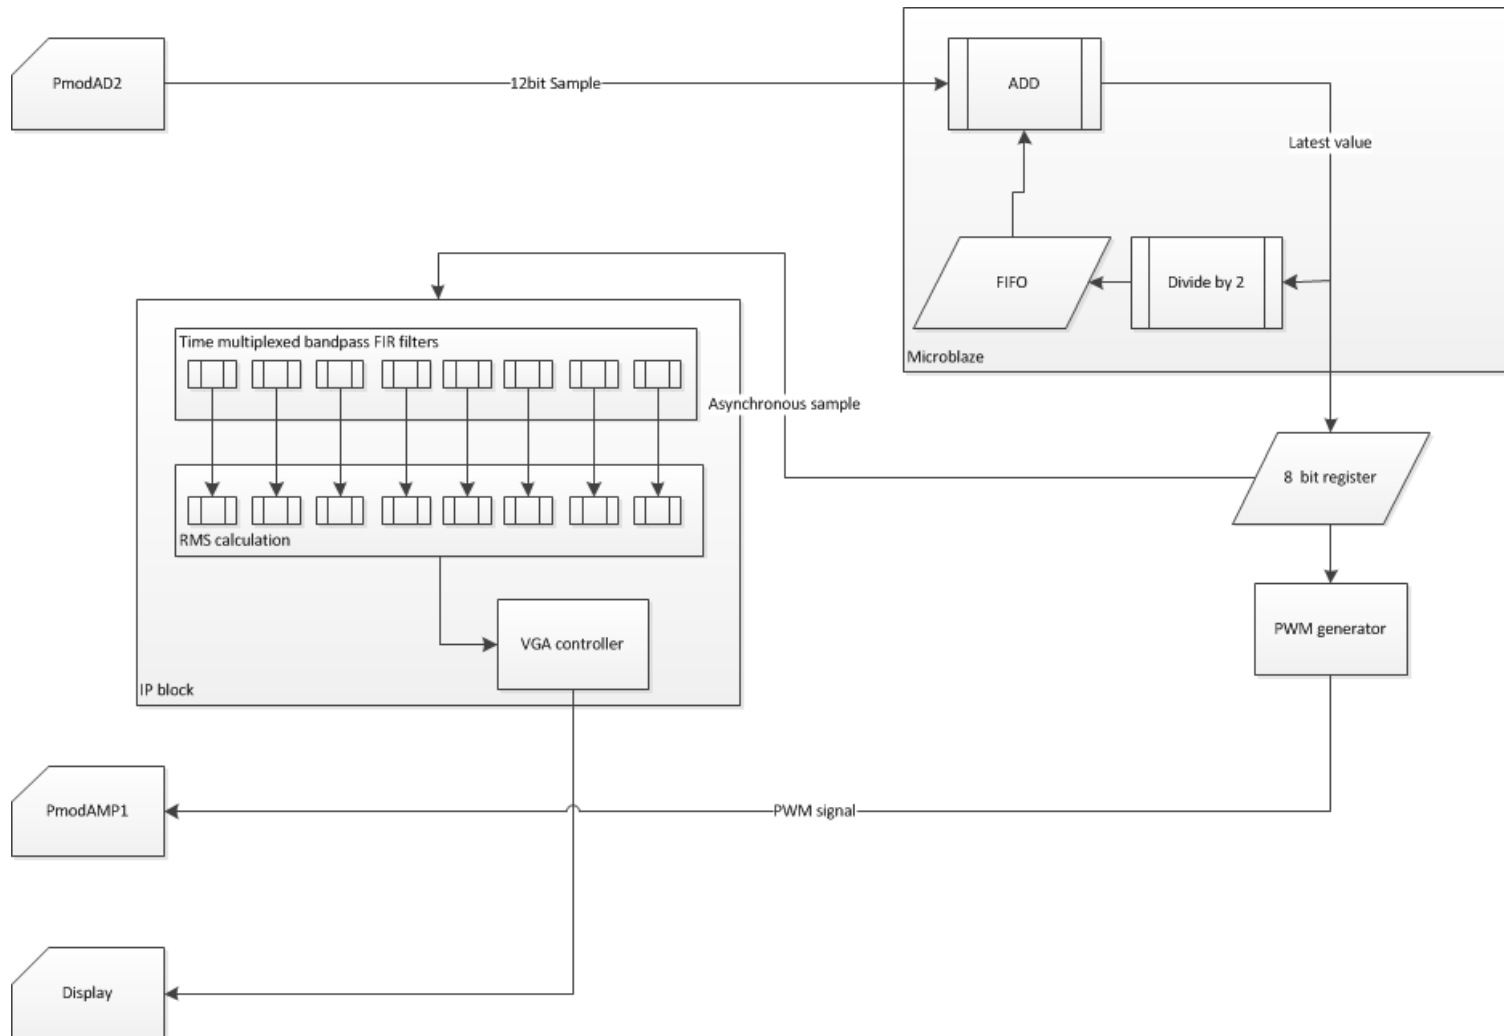 PmodAD2
12bit Sample
ADD
Latest value
FIFO
Divide by 2
Microblaze
Time multiplexed bandpass FIR filters
Asynchronous sample
8  bit register
RMS calculation
PWM generator
VGA controller
IP block
PmodAMP1
PWM signal
Display